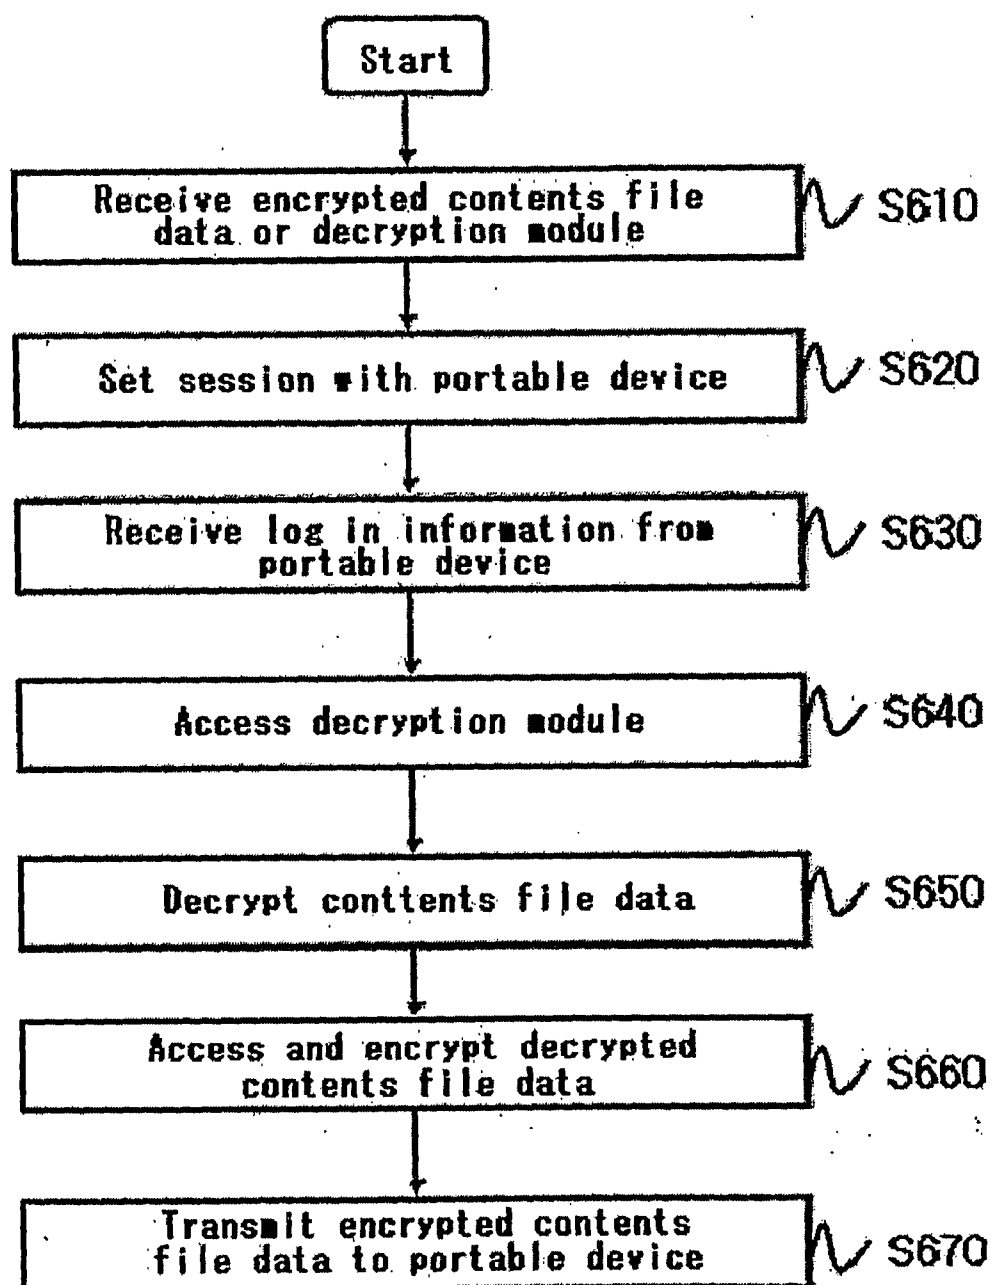 Start
Receive encrypted contents file
data or decryption module
S610
Set session with portable device
S620
Receive log in information from
portable device
S630
Access decryption module
S640
Decrypt conttents file data
S650
Access and encrypt decrypted
contents file data
S660
Transmit encrypted contents
file data to portable device
S670